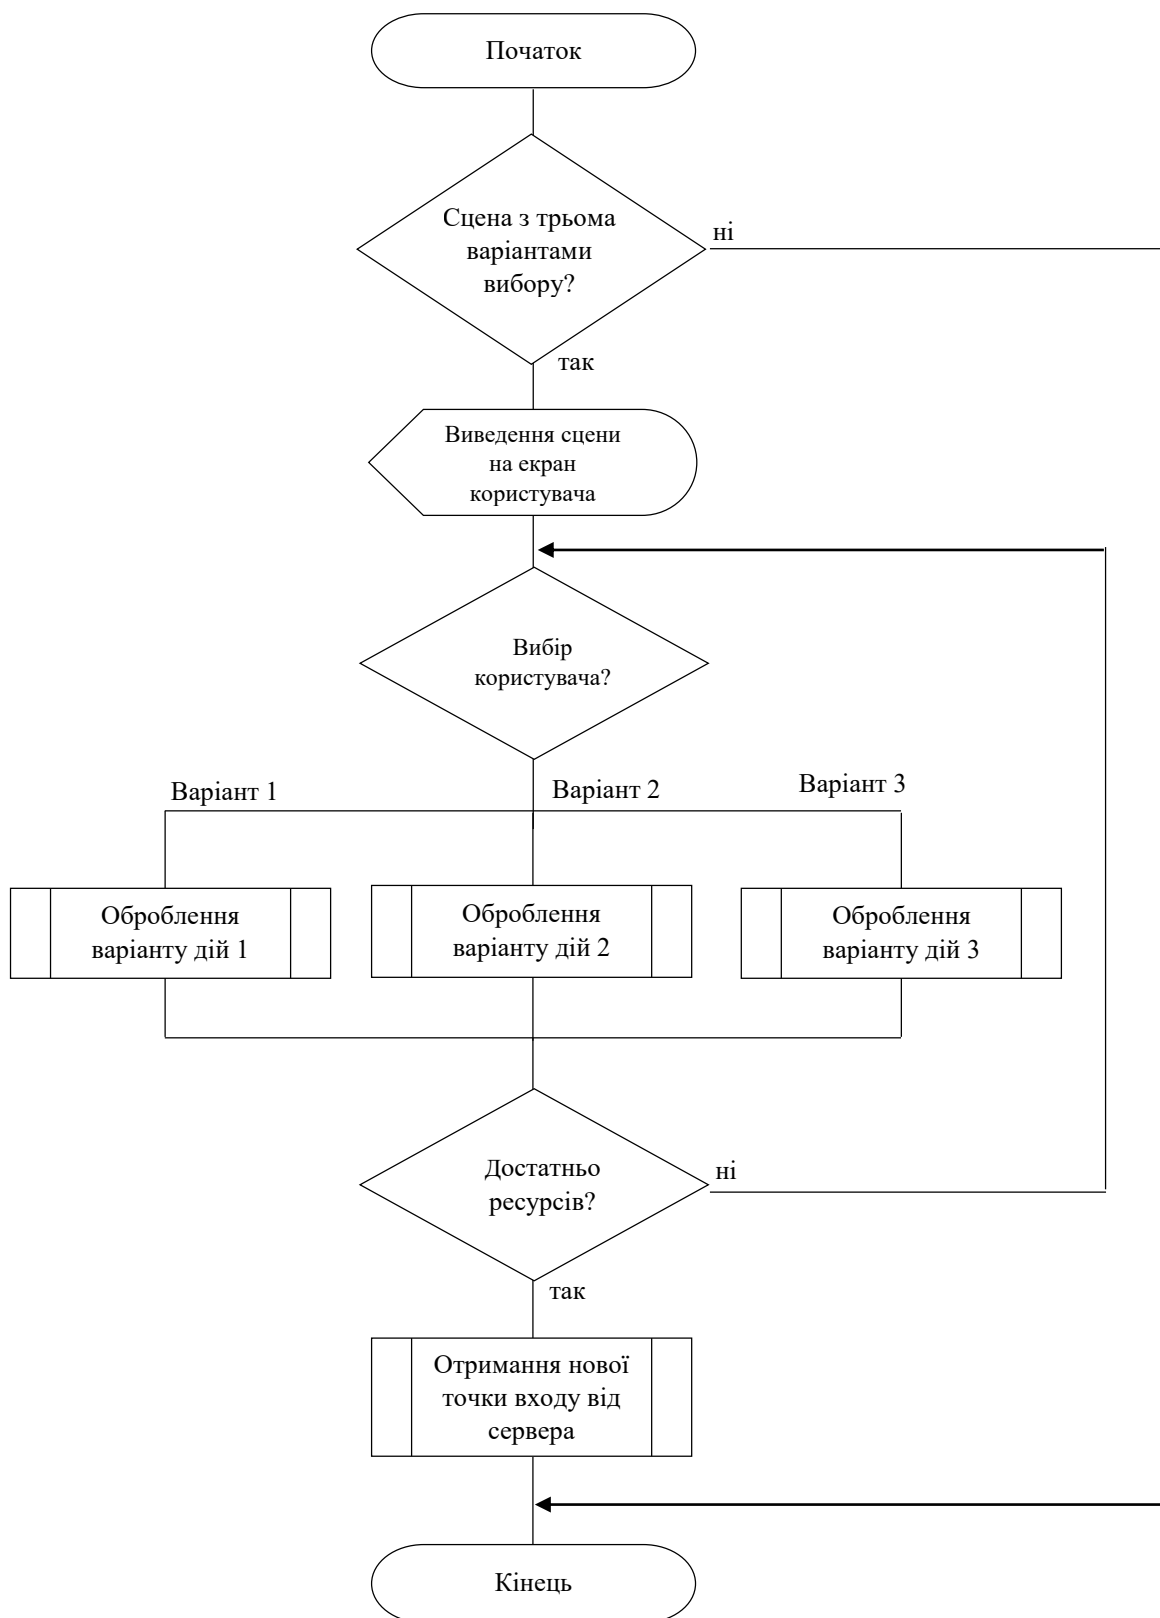 Початок
Сцена з трьома
варіантами
вибору?
ні
так
Виведення сцени
на екран
користувача
Вибір
користувача?
Варіант 1
Варіант 2
Варіант 3
Оброблення
варіанту дій 1
Оброблення
варіанту дій 2
Оброблення
варіанту дій 3
Достатньо
ресурсів?
ні
так
Отримання нової
точки входу від
сервера
Кінець